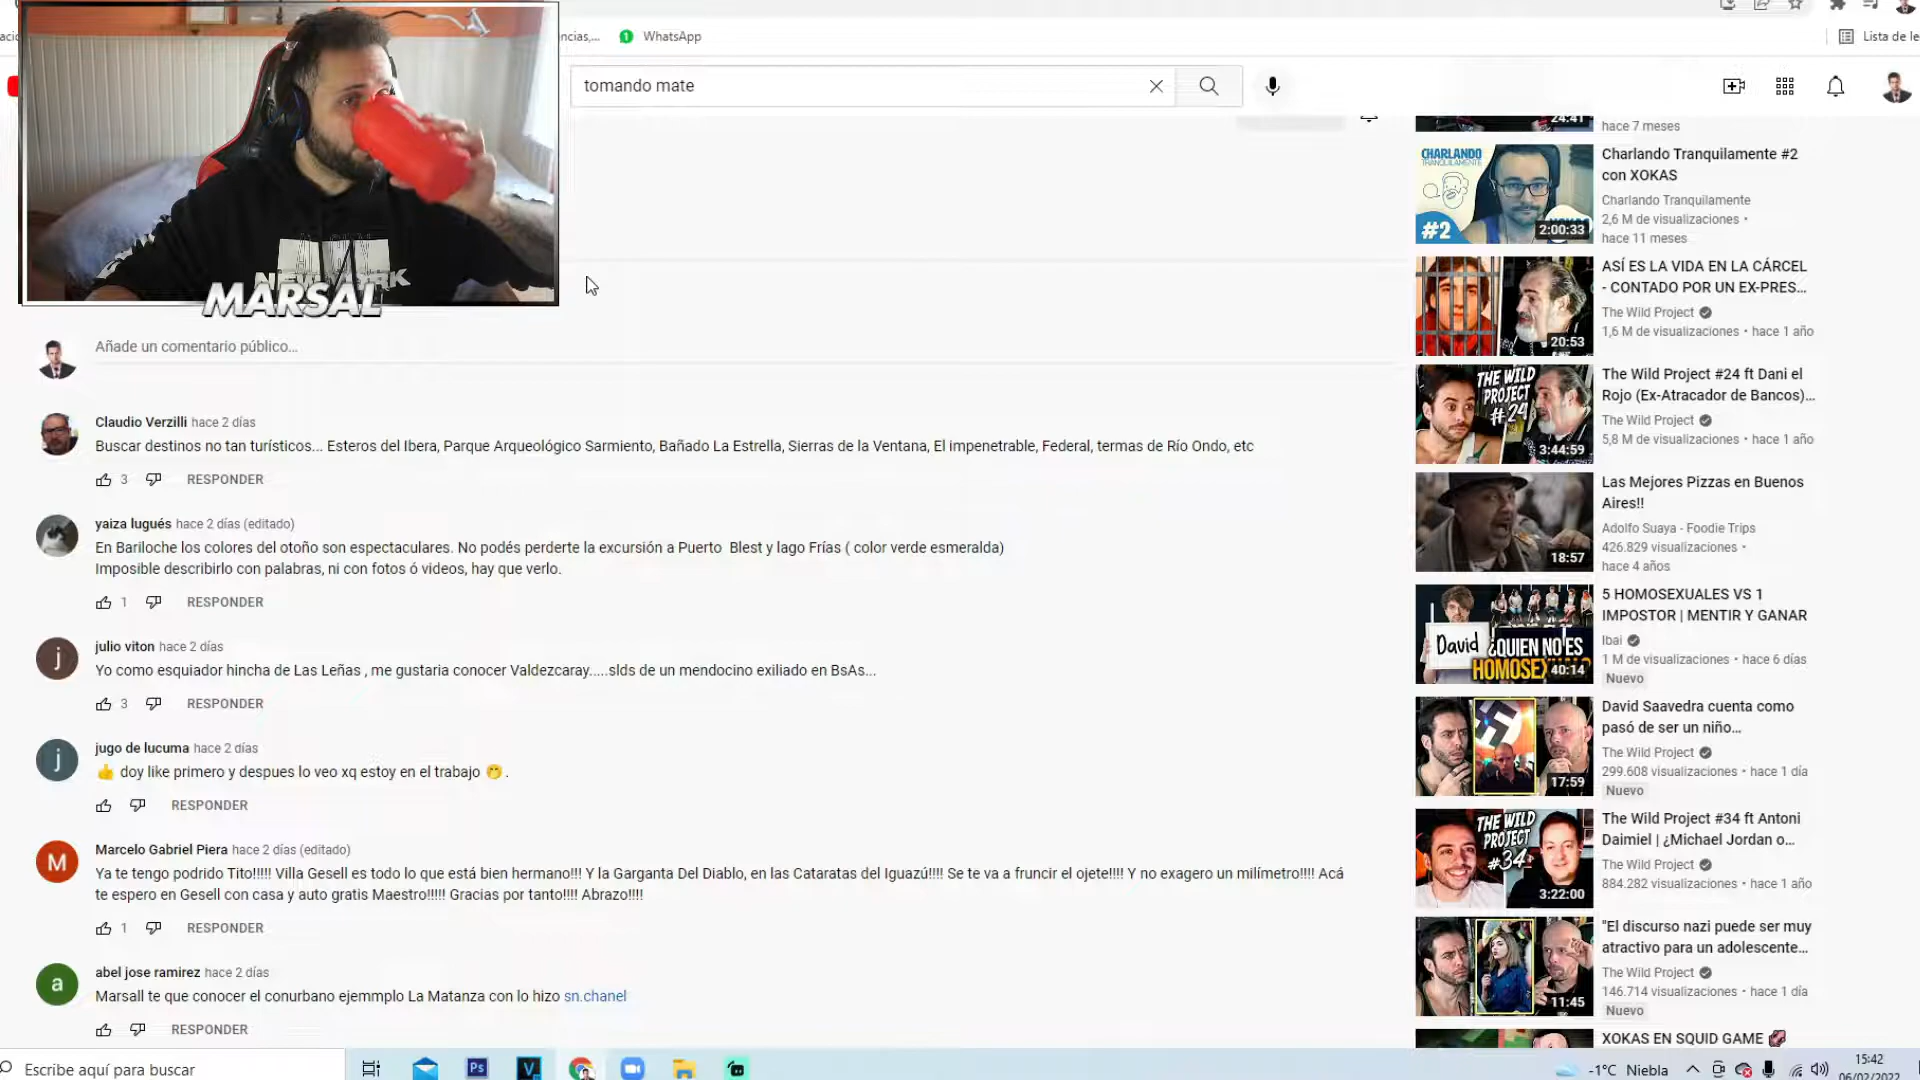 ncias,...
WhatsApp
Lista de le
tomando mate
NEW YORK
MARSAL
Añade un comentario público...
Claudio Verzilli hace 2 días
Buscar destinos no tan turísticos... Esteros del Ibera, Parque Arqueológico Sarmiento, Bañado La Estrella, Sierras de la Ventana, El impenetrable, Federal, termas de Río Ondo, etc
3 RESPONDER
yaiza lugués hace 2 días (editado)
En Bariloche los colores del otoño son espectaculares. No podés perderte la excursión a Puerto Blest y lago Frías ( color verde esmeralda)
Imposible describirlo con palabras, ni con fotos ó videos, hay que verlo.
1 RESPONDER
j
julio viton hace 2 días
Yo como esquiador hincha de Las Leñas , me gustaria conocer Valdezcaray.....slds de un mendocino exiliado en BsAs...
3 RESPONDER
j
jugo de lucuma hace 2 días
👍 doy like primero y despues lo veo xq estoy en el trabajo 🤭 .
RESPONDER
M
Marcelo Gabriel Piera hace 2 días (editado)
Ya te tengo podrido Tito!!!!! Villa Gesell es todo lo que está bien hermano!!! Y la Garganta Del Diablo, en las Cataratas del Iguazú!!!! Se te va a fruncir el ojete!!!! Y no exagero un milímetro!!!! Acá
te espero en Gesell con casa y auto gratis Maestro!!!!! Gracias por tanto!!!! Abrazo!!!!
1 RESPONDER
a
abel jose ramirez hace 2 días
Marsall te que conocer el conurbano ejemmplo La Matanza con lo hizo sn.chanel
RESPONDER
24:41
hace 7 meses
CHARLANDO
TRANQUILAMENTE
#2
2:00:33
Charlando Tranquilamente #2
con XOKAS
Charlando Tranquilamente
2,6 M de visualizaciones •
hace 11 meses
20:53
ASÍ ES LA VIDA EN LA CÁRCEL
- CONTADO POR UN EX-PRES...
The Wild Project
1,6 M de visualizaciones • hace 1 año
THE WILD
PROJECT
#24
3:44:59
The Wild Project #24 ft Dani el
Rojo (Ex-Atracador de Bancos)...
The Wild Project
5,8 M de visualizaciones • hace 1 año
18:57
Las Mejores Pizzas en Buenos
Aires!!
Adolfo Suaya - Foodie Trips
426.829 visualizaciones •
hace 4 años
David
¿QUIEN NO ES
HOMOSEXUAL
40:14
5 HOMOSEXUALES VS 1
IMPOSTOR | MENTIR Y GANAR
Ibai
1 M de visualizaciones • hace 6 días
Nuevo
17:59
David Saavedra cuenta como
pasó de ser un niño...
The Wild Project
299.608 visualizaciones • hace 1 día
Nuevo
THE WILD
PROJECT
#34
3:22:00
The Wild Project #34 ft Antoni
Daimiel | ¿Michael Jordan o...
The Wild Project
884.282 visualizaciones • hace 1 año
11:45
"El discurso nazi puede ser muy
atractivo para un adolescente...
The Wild Project
146.714 visualizaciones • hace 1 día
Nuevo
XOKAS EN SQUID GAME
Escribe aquí para buscar
Ps
V
-1°C Niebla
15:42
06/02/2022